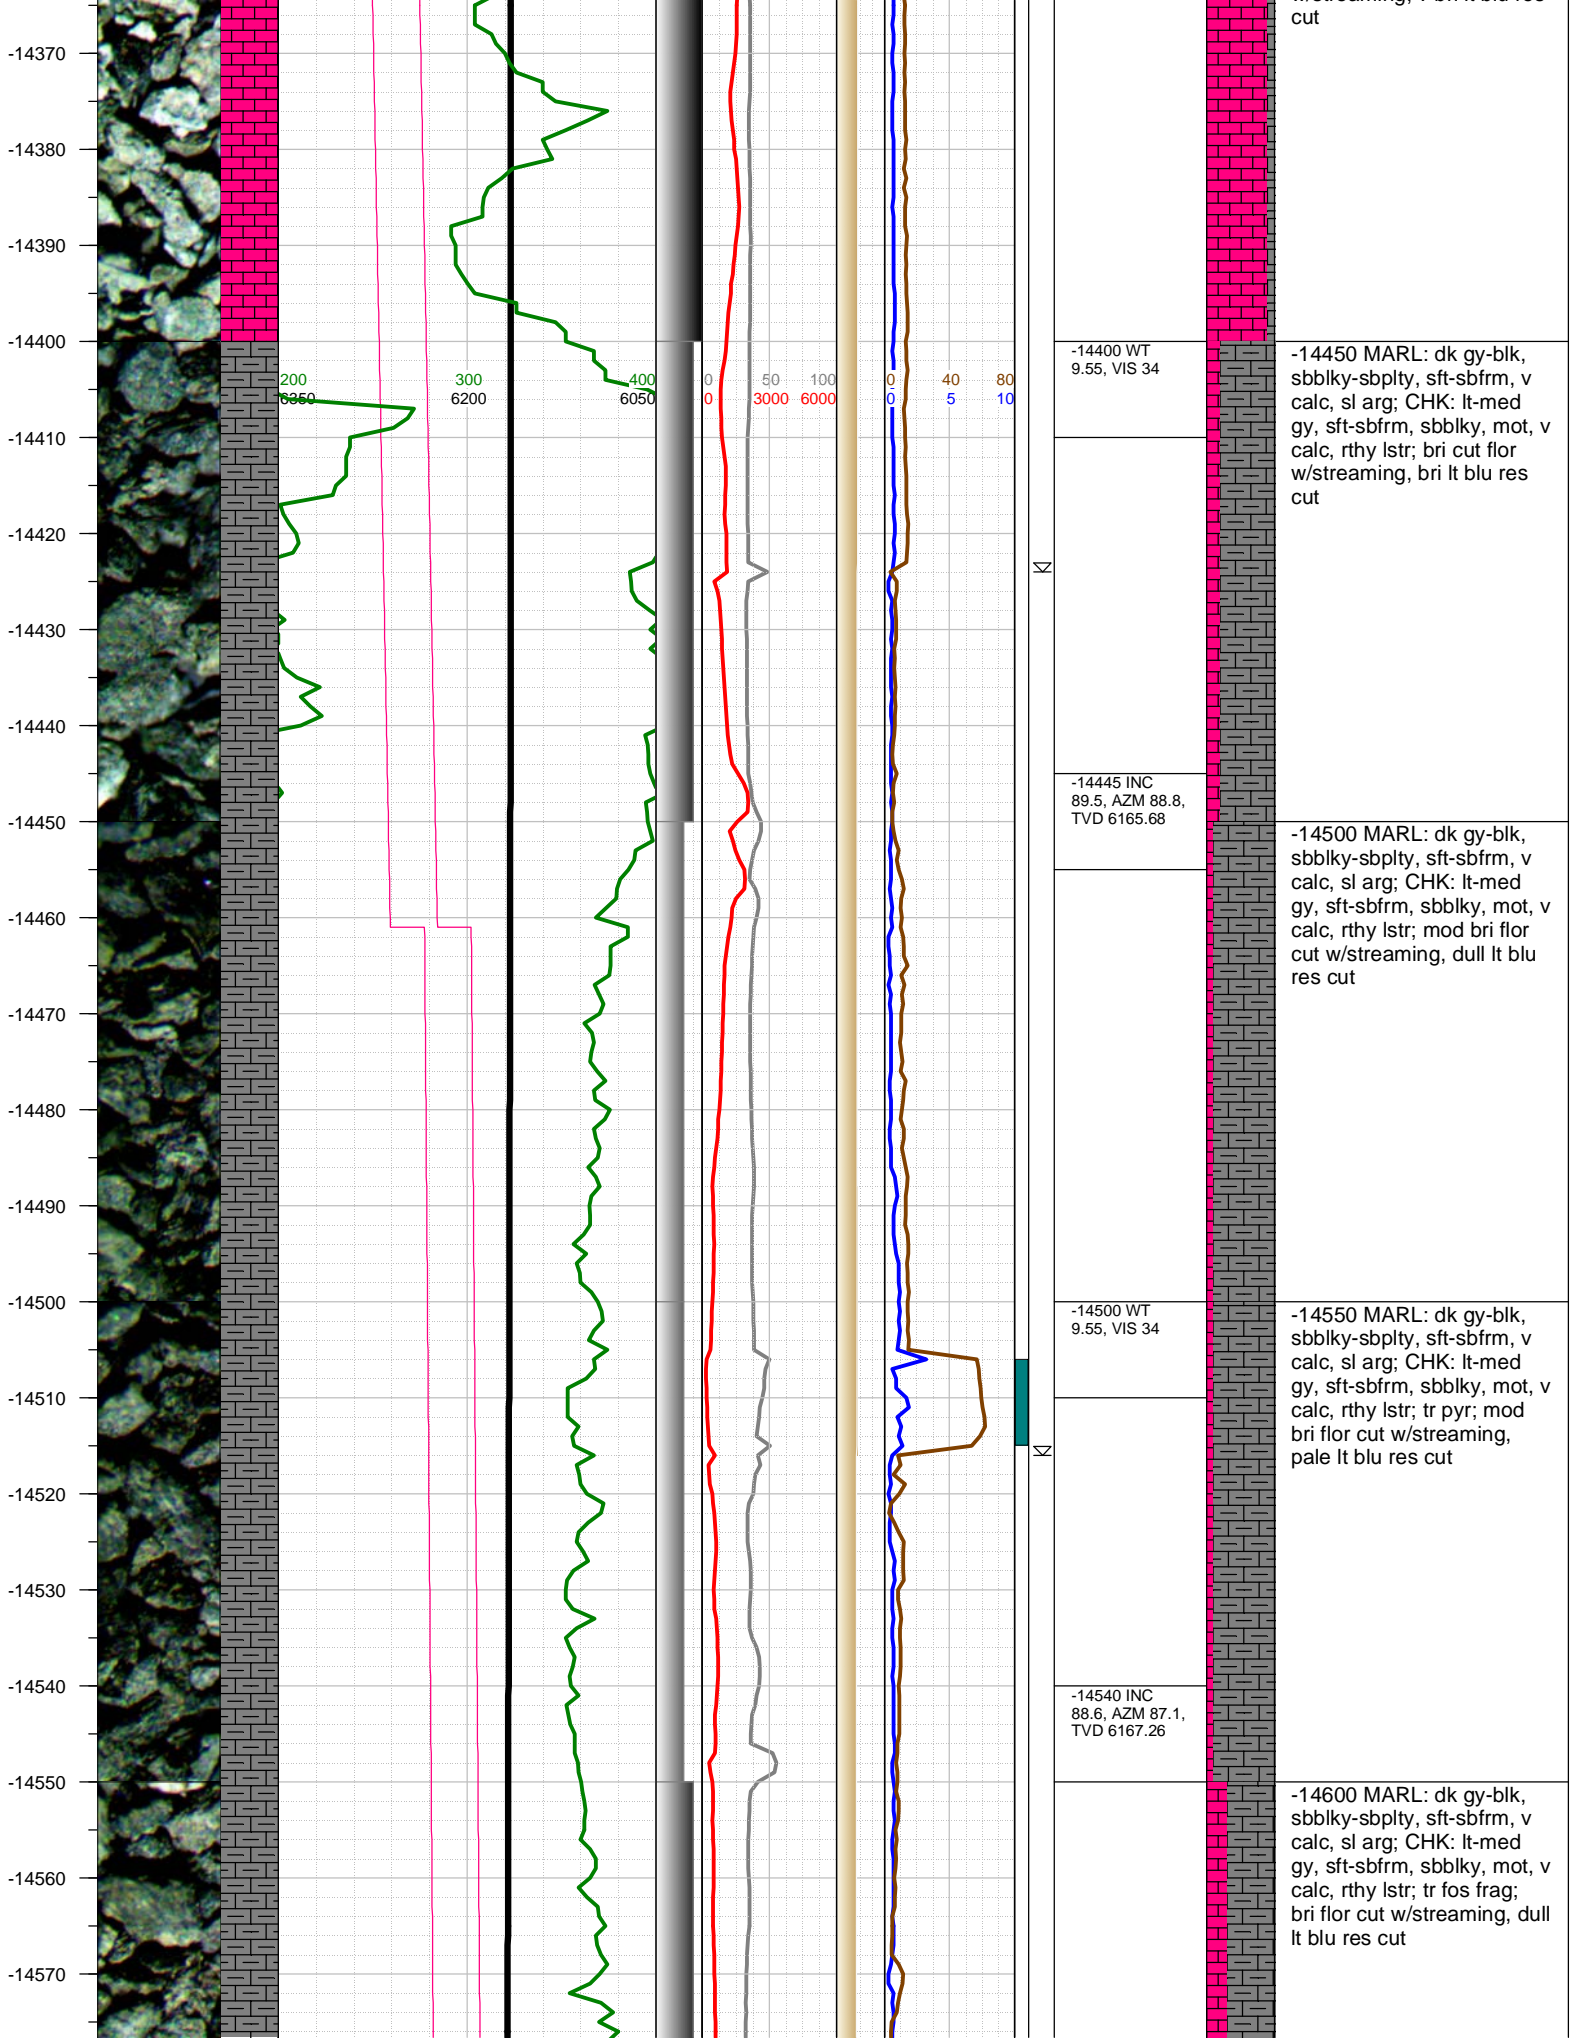 w/streaming, v bri lt blu res
cut
-14370
-14380
-14390
-14400
-14410
-14420
-14430
-14440
-14450
-14460
-14470
-14480
-14490
-14500
-14510
-14520
-14530
-14540
-14550
-14560
-14570
200 300 400
6350 6200 6050
0 50 100
0 3000 6000
0 40 80
0 5 10
-14400 WT
9.55, VIS 34
-14445 INC
89.5, AZM 88.8,
TVD 6165.68
-14500 WT
9.55, VIS 34
-14540 INC
88.6, AZM 87.1,
TVD 6167.26
-14450 MARL: dk gy-blk,
sbblky-sbplty, sft-sbfrm, v
calc, sl arg; CHK: lt-med
gy, sft-sbfrm, sbblky, mot, v
calc, rthy lstr; bri cut flor
w/streaming, bri lt blu res
cut
-14500 MARL: dk gy-blk,
sbblky-sbplty, sft-sbfrm, v
calc, sl arg; CHK: lt-med
gy, sft-sbfrm, sbblky, mot, v
calc, rthy lstr; mod bri flor
cut w/streaming, dull lt blu
res cut
-14550 MARL: dk gy-blk,
sbblky-sbplty, sft-sbfrm, v
calc, sl arg; CHK: lt-med
gy, sft-sbfrm, sbblky, mot, v
calc, rthy lstr; tr pyr; mod
bri flor cut w/streaming,
pale lt blu res cut
-14600 MARL: dk gy-blk,
sbblky-sbplty, sft-sbfrm, v
calc, sl arg; CHK: lt-med
gy, sft-sbfrm, sbblky, mot, v
calc, rthy lstr; tr fos frag;
bri flor cut w/streaming, dull
lt blu res cut